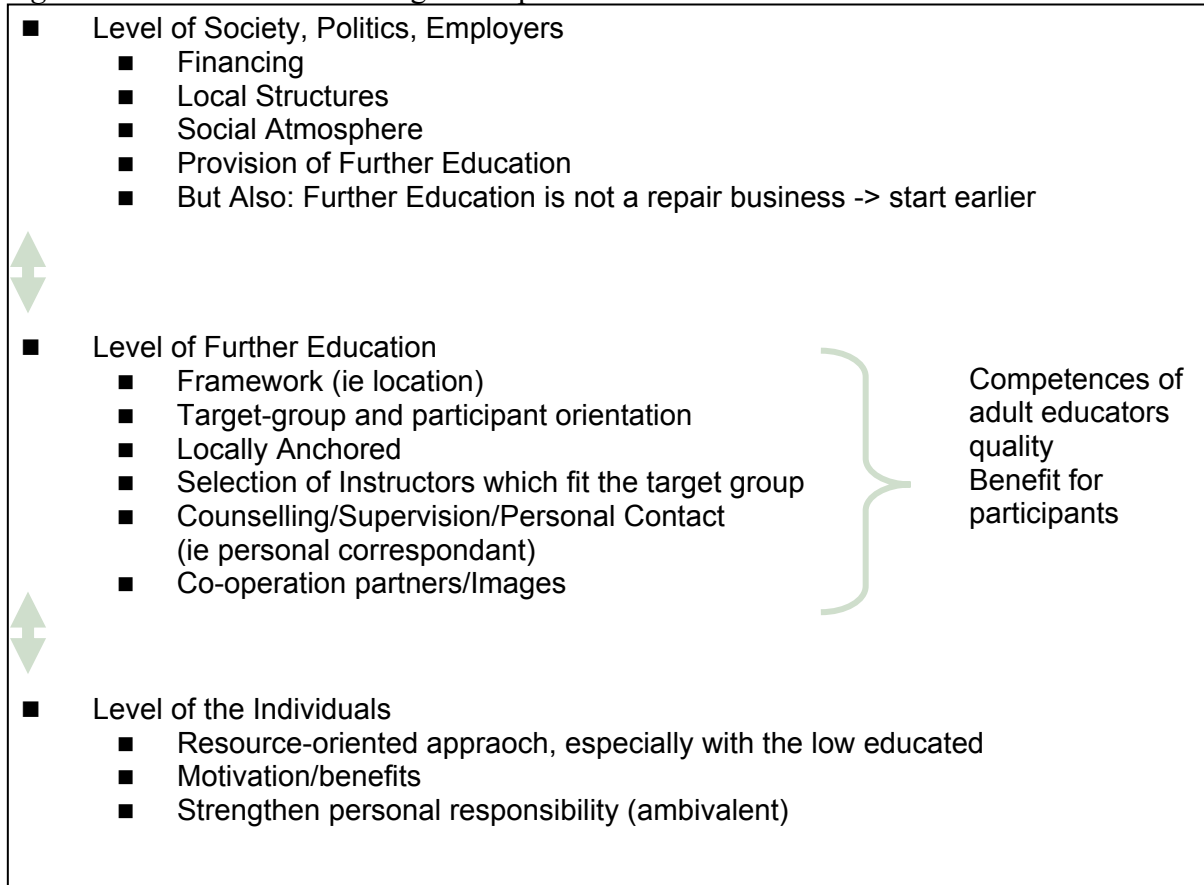 ■ Level of Society, Politics, Employers
■ Financing
■ Local Structures
■ Social Atmosphere
■ Provision of Further Education
■ But Also: Further Education is not a repair business -> start earlier
■ Level of Further Education
■ Framework (ie location)
■ Target-group and participant orientation
■ Locally Anchored
■ Selection of Instructors which fit the target group
■ Counselling/Supervision/Personal Contact
(ie personal correspondant)
■ Co-operation partners/Images
Competences of
adult educators
quality
Benefit for
participants
■ Level of the Individuals
■ Resource-oriented appraoch, especially with the low educated
■ Motivation/benefits
■ Strengthen personal responsibility (ambivalent)